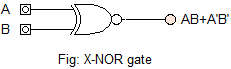 A
B
AB+A'B'
Fig: X-NOR gate